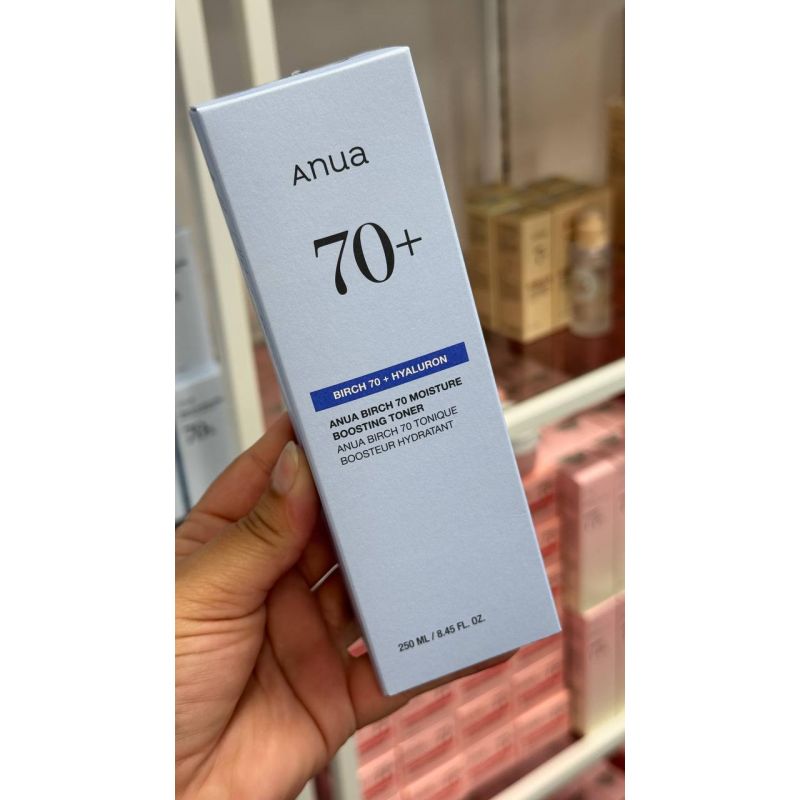 Anua
70+
BIRCH 70 + HYALURON
ANUA BIRCH 70 MOISTURE
BOOSTING TONER
ANUA BIRCH 70 TONIQUE
BOOSTEUR HYDRATANT
250 ML / 8.45 FL. OZ.